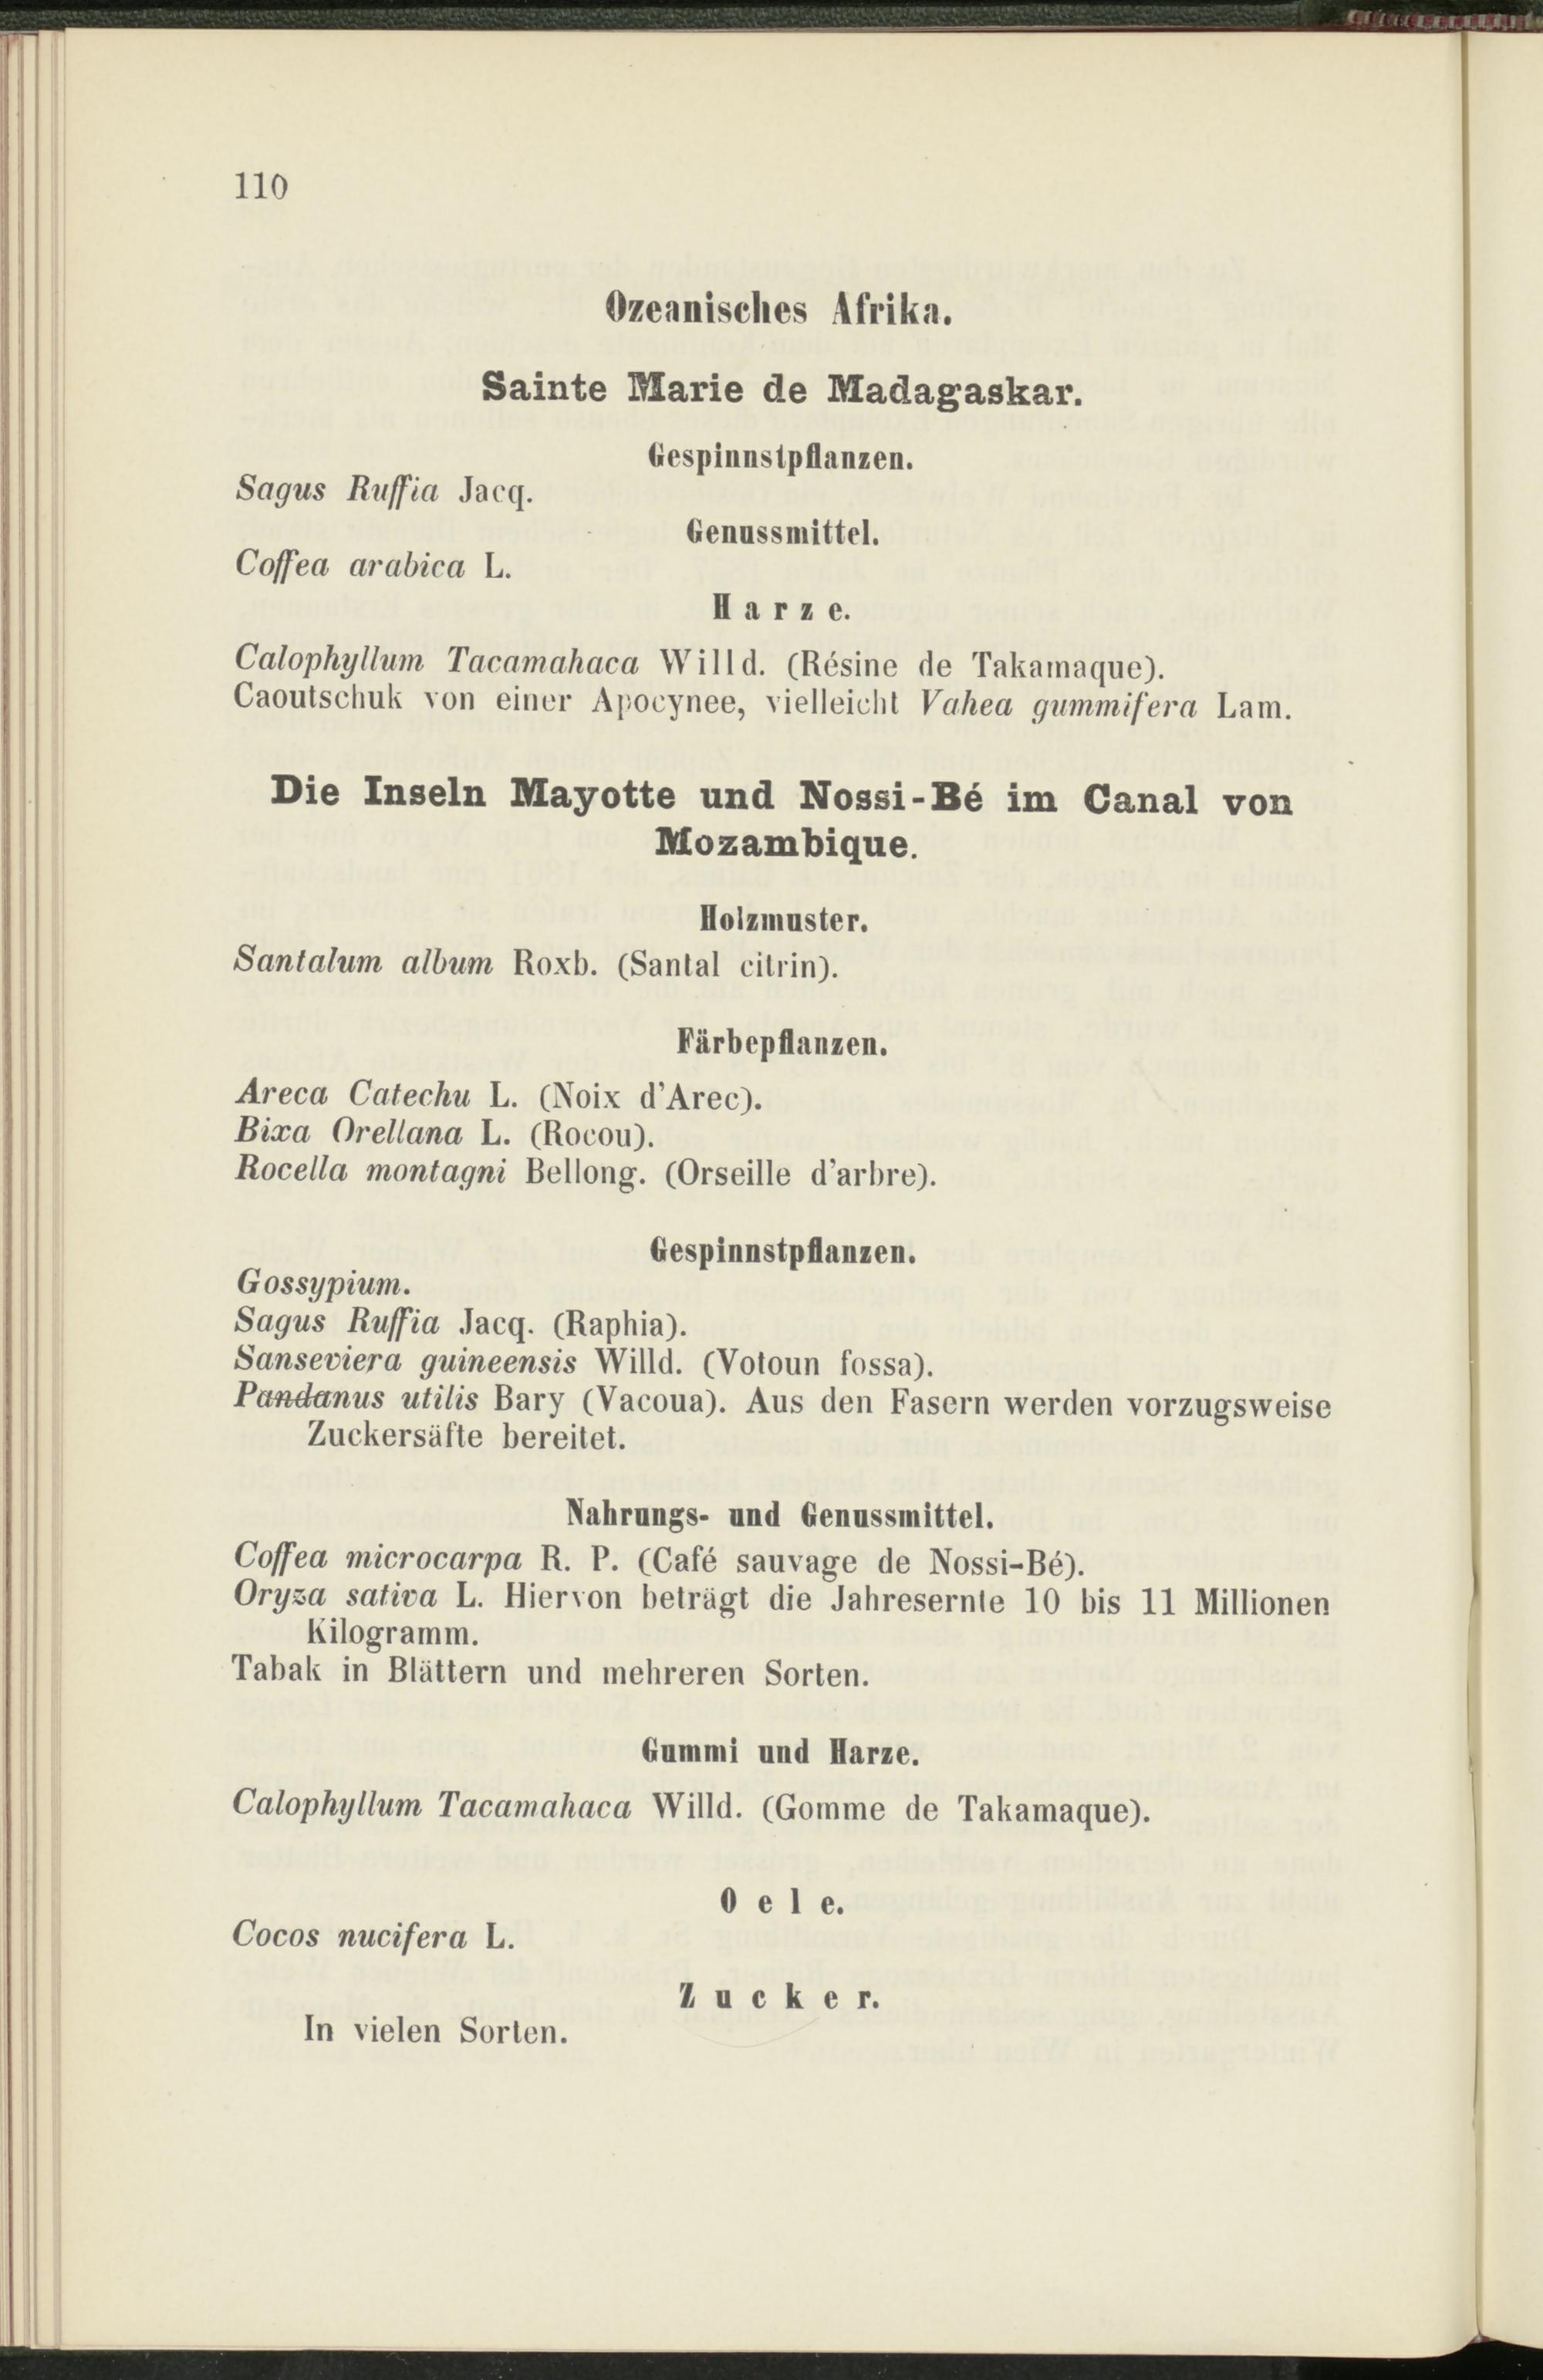 110
Ozeanisches Afrika.
Sainte Marie de Madagaskar.
Gespinnstpflanzen.
Sagus Ruffia Jacq.
Genussmittel.
Coffea arabica L.
Harze.
Calophyllum Tacamahaca Willd. (Résine de Takamaque).
Caoutschuk von einer Apocynee, vielleicht Vahea gummifera Lam.
Die Inseln Mayotte und Nossi-Bé im Canal von
Mozambique.
Holzmuster.
Santalum album Roxb. (Santal citrin).
Färbepflanzen.
Areca Catechu L. (Noix d'Arec).
Bixa Orellana L. (Rocou).
Rocella montagni Bellong. (Orseille d'arbre).
Gespinnstpflanzen.
Gossypium.
Sagus Ruffia Jacq. (Raphia).
Sanseviera guineensis Willd. (Votoun fossa).
Pandanus utilis Bary (Vacoua). Aus den Fasern werden vorzugsweise
Zuckersäfte bereitet.
Nahrungs- und Genussmittel.
Coffea microcarpa R. P. (Café sauvage de Nossi-Bé).
Oryza sativa L. Hiervon beträgt die Jahresernte 10 bis 11 Millionen
Kilogramm.
Tabak in Blättern und mehreren Sorten.
Gummi und Harze.
Calophyllum Tacamahaca Willd. (Gomme de Takamaque).
Oele.
Cocos nucifera L.
Zucker.
In vielen Sorten.